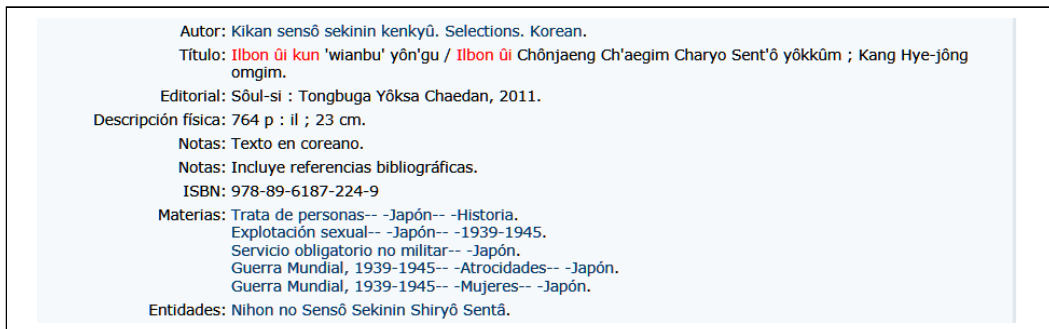 Autor: Kikan sensô sekinin kenkyû. Selections. Korean.
Título: Ilbon ûi kun 'wianbu' yôn'gu / Ilbon ûi Chônjaeng Ch'aegim Charyo Sent'ô yôkkûm ; Kang Hye-jông
omgim.
Editorial: Sôul-si : Tongbuga Yôksa Chaedan, 2011.
Descripción física: 764 p : il ; 23 cm.
Notas: Texto en coreano.
Notas: Incluye referencias bibliográficas.
ISBN: 978-89-6187-224-9
Materias: Trata de personas-- -Japón-- -Historia.
Explotación sexual-- -Japón-- -1939-1945.
Servicio obligatorio no militar-- -Japón.
Guerra Mundial, 1939-1945-- -Atrocidades-- -Japón.
Guerra Mundial, 1939-1945-- -Mujeres-- -Japón.
Entidades: Nihon no Sensô Sekinin Shiryô Sentâ.